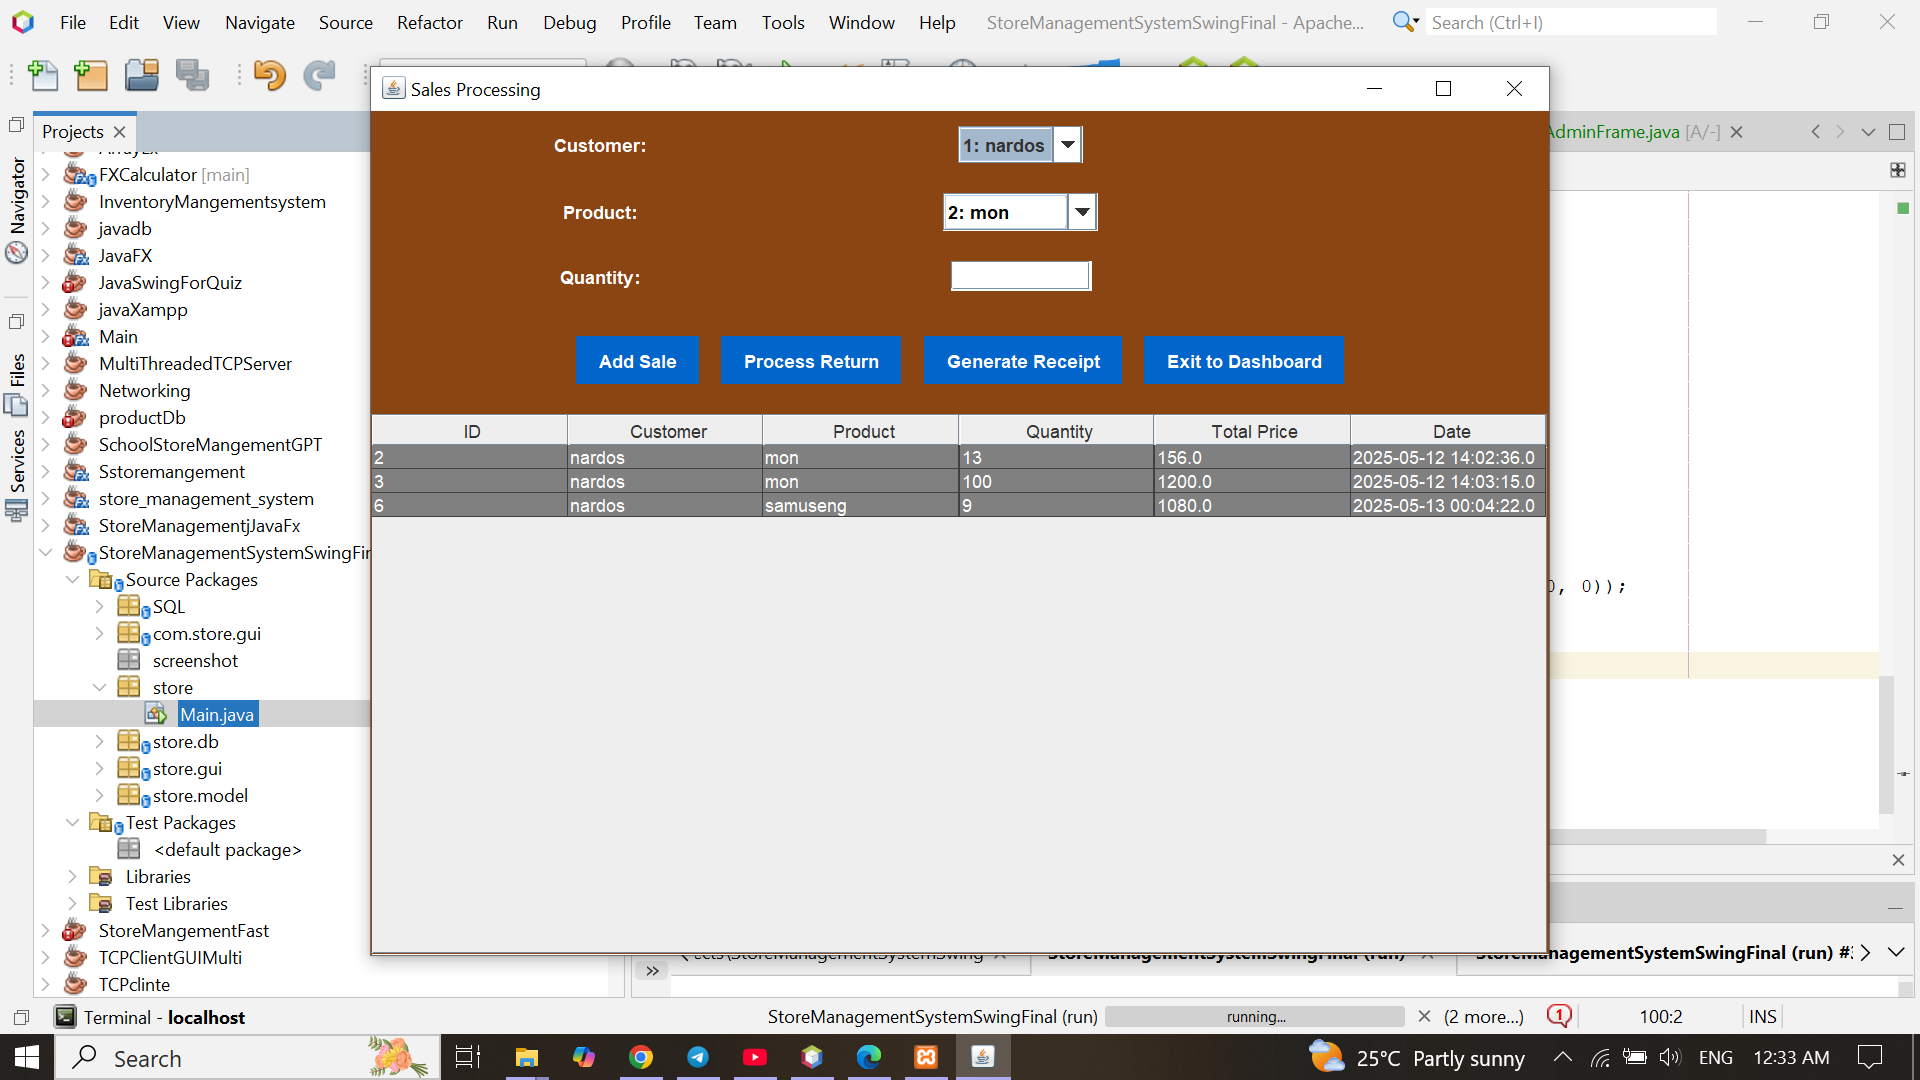 File Edit View Navigate Source Refactor Run Debug Profile Team Tools Window Help StoreManagementSystemSwingFinal - Apache... Search (Ctrl+I)
Sales Processing
Projects
AdminFrame.java [A/-]
Navigator
Files
Services
FXCalculator [main]
InventoryMangementsystem
javadb
JavaFX
JavaSwingForQuiz
javaXampp
Main
MultiThreadedTCPServer
Networking
productDb
SchoolStoreMangementGPT
Sstoremangement
store_management_system
StoreManagementjJavaFx
StoreManagementSystemSwingFin
Source Packages
SQL
com.store.gui
screenshot
store
Main.java
store.db
store.gui
store.model
Test Packages
<default package>
Libraries
Test Libraries
StoreMangementFast
TCPClientGUIMulti
TCPclinte
Customer: 1: nardos
Product: 2: mon
Quantity:
Add Sale Process Return Generate Receipt Exit to Dashboard
ID Customer Product Quantity Total Price Date
2 nardos mon 13 156.0 2025-05-12 14:02:36.0
3 nardos mon 100 1200.0 2025-05-12 14:03:15.0
6 nardos samuseng 9 1080.0 2025-05-13 00:04:22.0
0, 0));
ects\StoreManagementSystemSwing StoreManagementSystemSwingFinal (run) StoreManagementSystemSwingFinal (run) #
Terminal - localhost StoreManagementSystemSwingFinal (run) running... (2 more...) 1 100:2 INS
Search 25°C Partly sunny ENG 12:33 AM